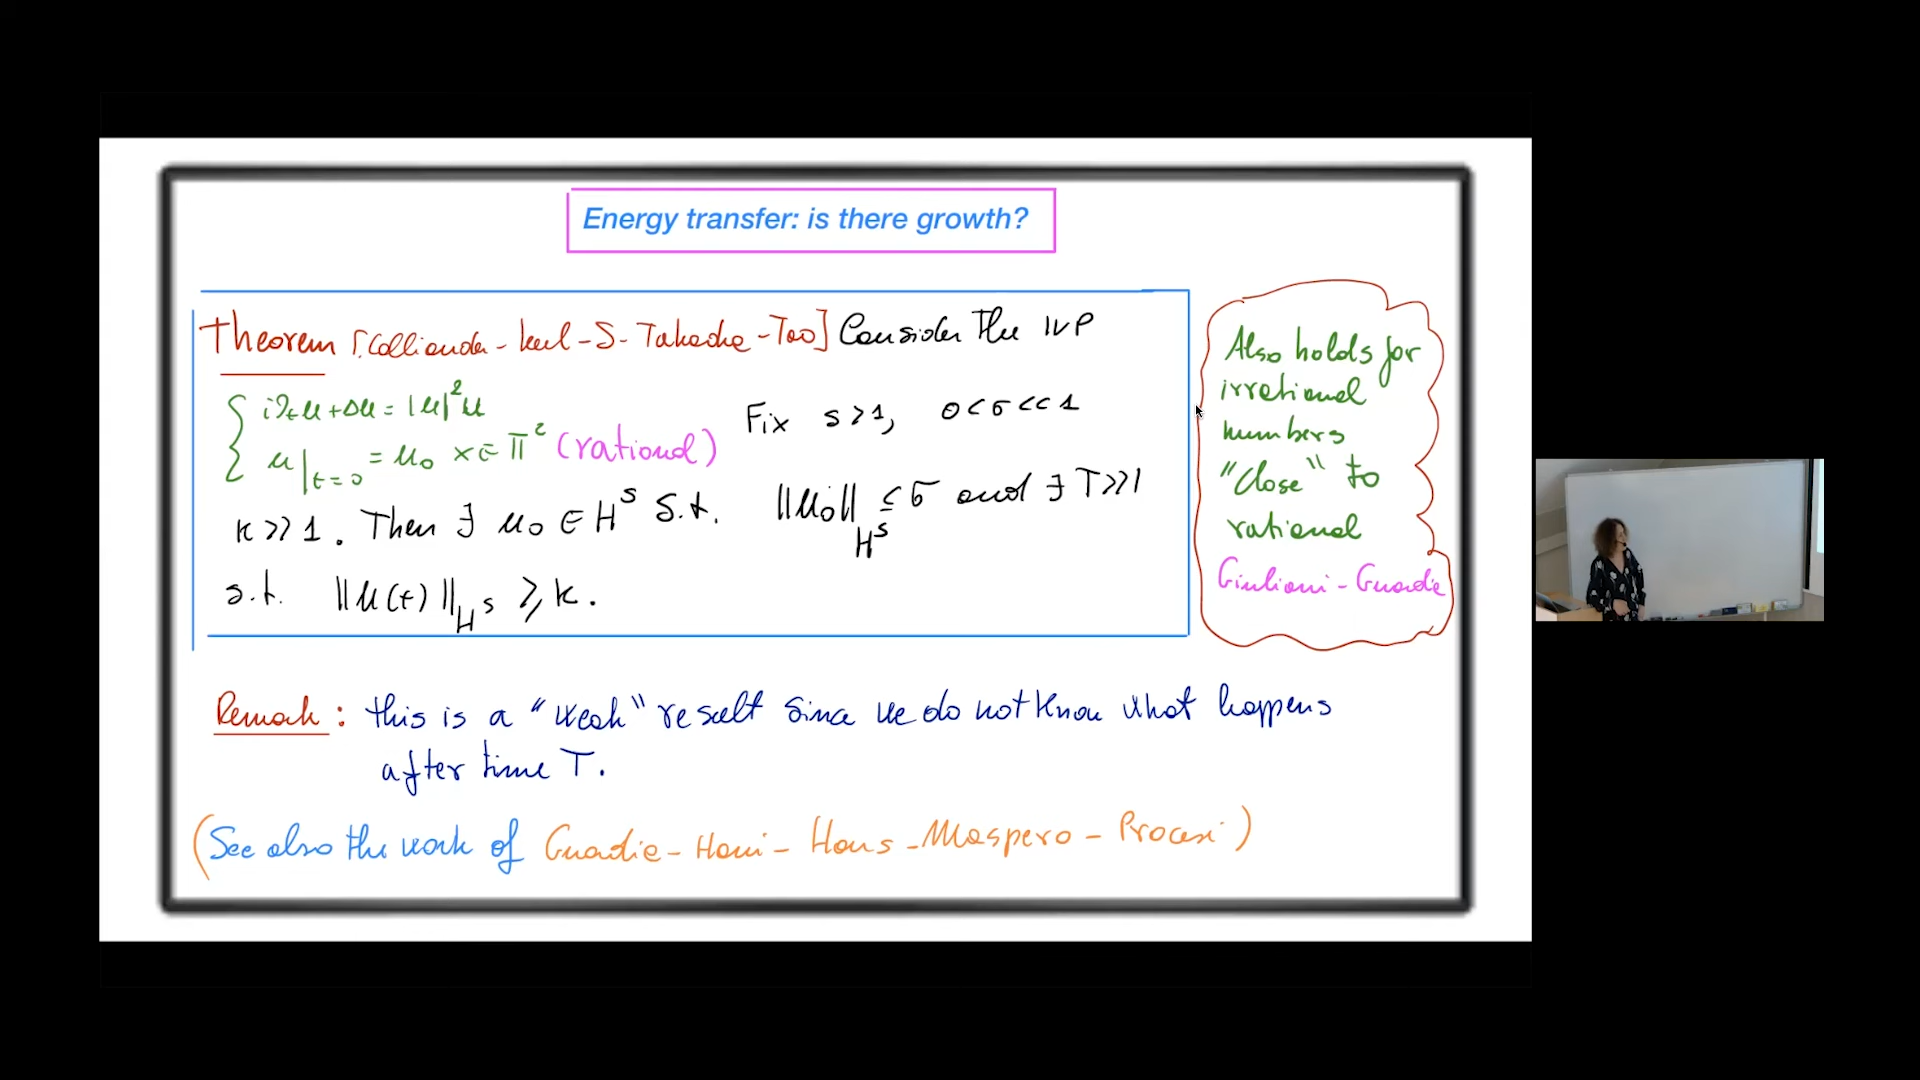 Energy transfer: is there growth?
Theorem [Colliander-Keel-S-Takaoka-Tao] Consider the IVP
{ i∂ₜu + Δu = |u|²u
u|ₜ₌₀ = u₀ x ∈ 𝕋² (rational)
Fix s > 1, 0 < σ << 1
K >> 1. Then ∃ u₀ ∈ Hˢ s.t. ||u₀||_Hˢ ≤ σ and ∃ T >> 1
s.t. ||u(t)||_Hˢ ≥ K.
Also holds for
irrational
numbers
"close" to
rational
Giuliani - Guardia
Remark: this is a "weak" result since we do not know what happens
after time T.
(See also the work of Guardia - Hani - Haus - Maspero - Procesi)